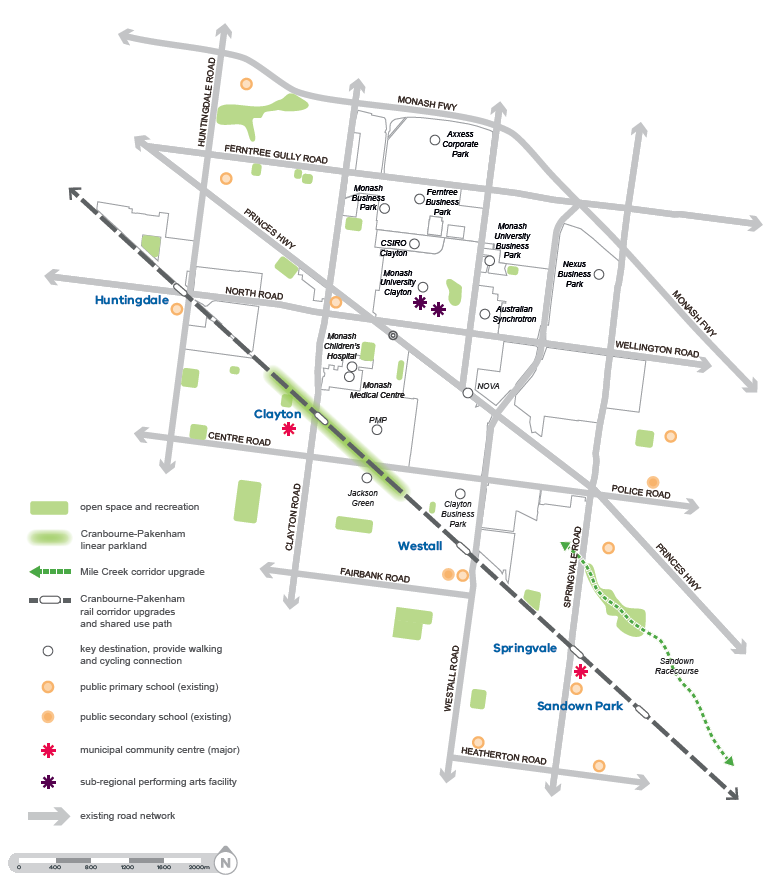 HUNTINGDALE ROAD
MONASH FWY
Axxess
Corporate
Park
FERNTREE GULLY ROAD
Monash
Business
Park
Ferntree
Business
Park
PRINCES HWY
CSIRO
Clayton
Monash
University
Business
Park
Nexus
Business
Park
Monash
University
Clayton
Huntingdale
NORTH ROAD
Australian
Synchrotron
MONASH FWY
WELLINGTON ROAD
Monash
Children's
Hospital
Monash
Medical Centre
NOVA
Clayton
PMP
CENTRE ROAD
Jackson
Green
Clayton
Business
Park
POLICE ROAD
CLAYTON ROAD
Westall
FAIRBANK ROAD
SPRINGVALE ROAD
PRINCES HWY
Springvale
Sandown
Racecourse
WESTALL ROAD
Sandown Park
HEATHERTON ROAD
open space and recreation
Cranbourne-Pakenham
linear parkland
Mile Creek corridor upgrade
Cranbourne-Pakenham
rail corridor upgrades
and shared use path
key destination, provide walking
and cycling connection
public primary school (existing)
public secondary school (existing)
municipal community centre (major)
sub-regional performing arts facility
existing road network
0 400 800 1200 1600 2000m
N